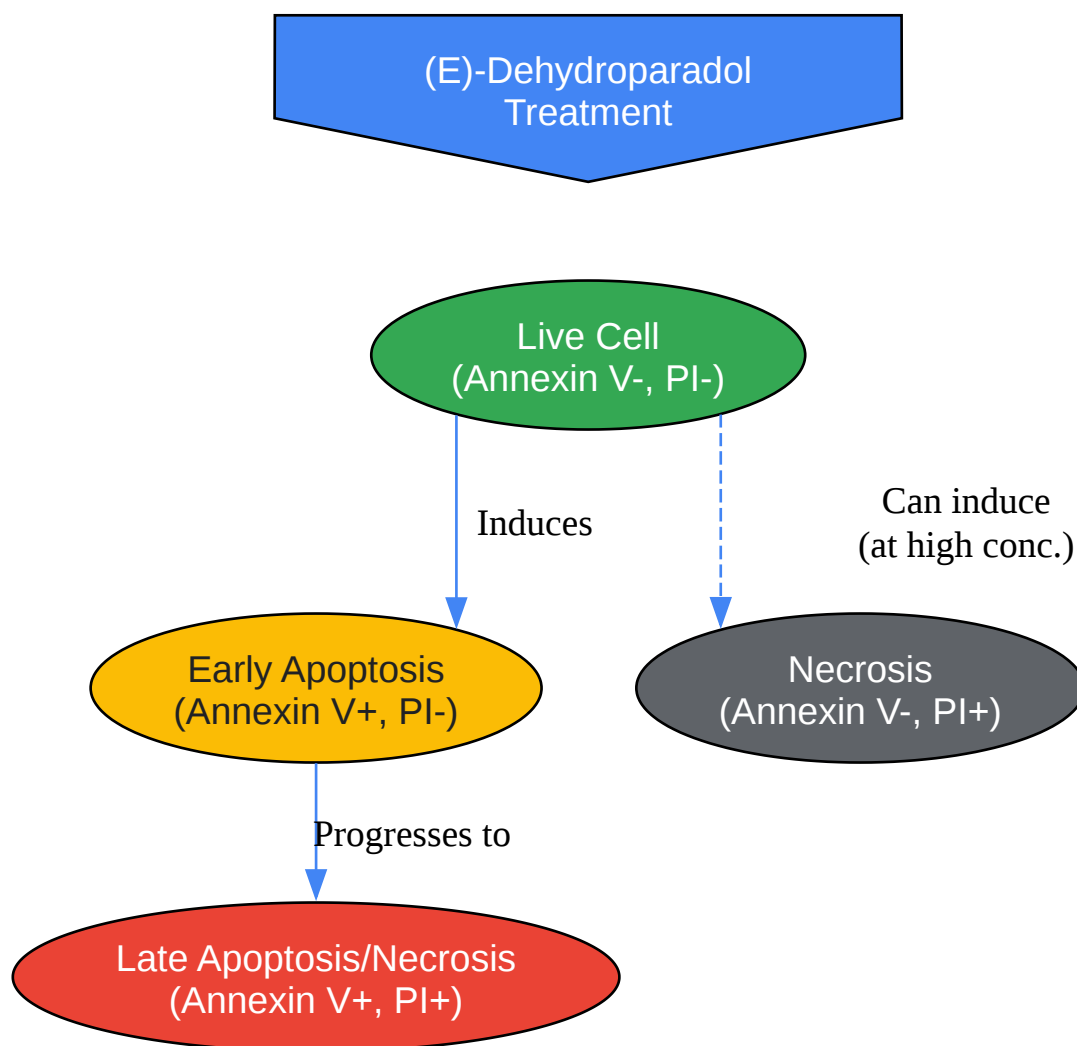 (E)-Dehydroparadol
Treatment
Live Cell
(Annexin V-, PI-)
Induces
Can induce
(at high conc.)
Early Apoptosis
(Annexin V+, PI-)
Necrosis
(Annexin V-, PI+)
Progresses to
Late Apoptosis/Necrosis
(Annexin V+, PI+)